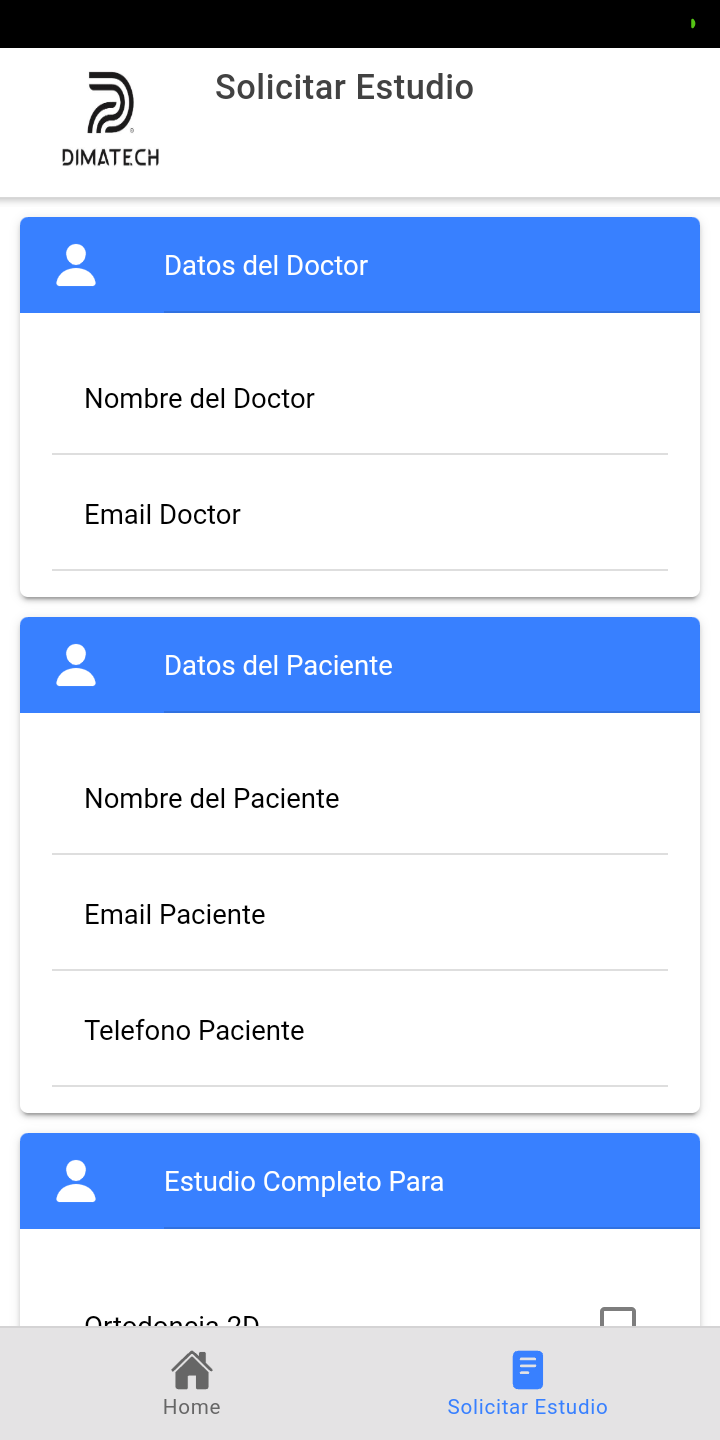 Solicitar Estudio
DIMATECH
Datos del Doctor
Nombre del Doctor
Email Doctor
Datos del Paciente
Nombre del Paciente
Email Paciente
Telefono Paciente
Estudio Completo Para
Ortodoncia 2D
Home
Solicitar Estudio